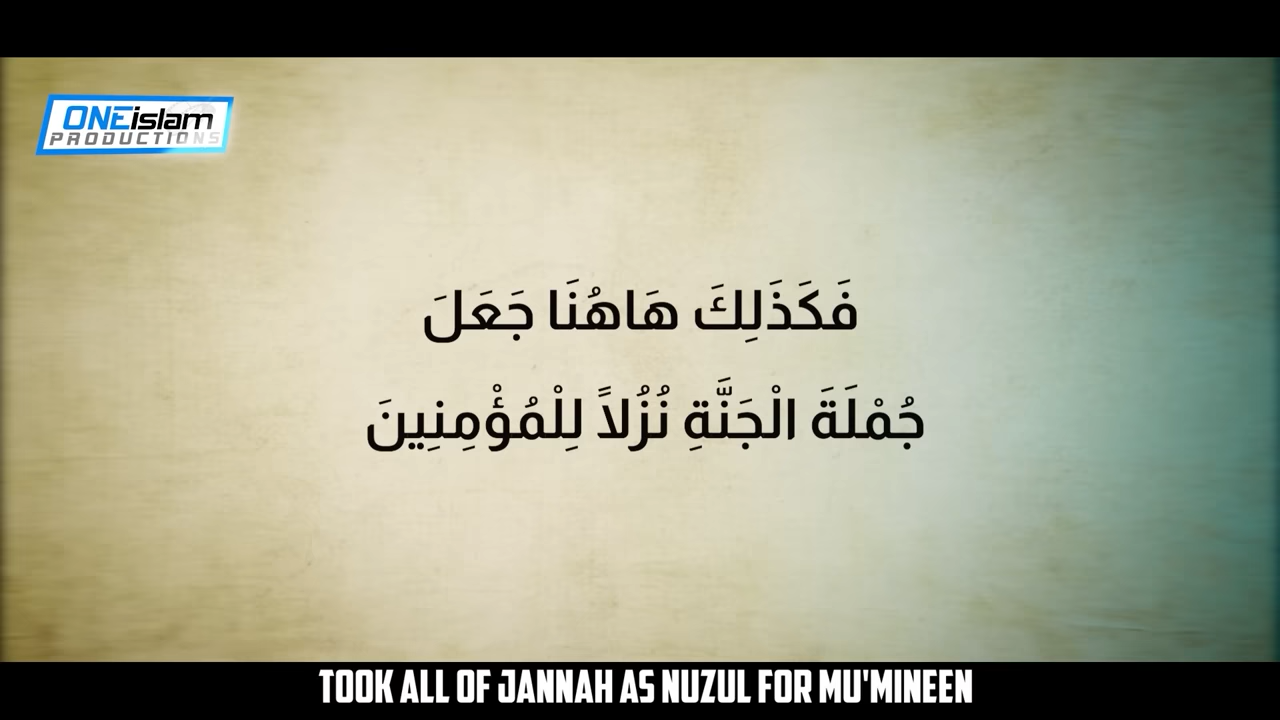 ONEislam
PRODUCTIONS
فَكَذَلِكَ هَاهُنَا جَعَلَ
جُمْلَةَ الْجَنَّةِ نُزُلاً لِلْمُؤْمِنِينَ
TOOK ALL OF JANNAH AS NUZUL FOR MU'MINEEN